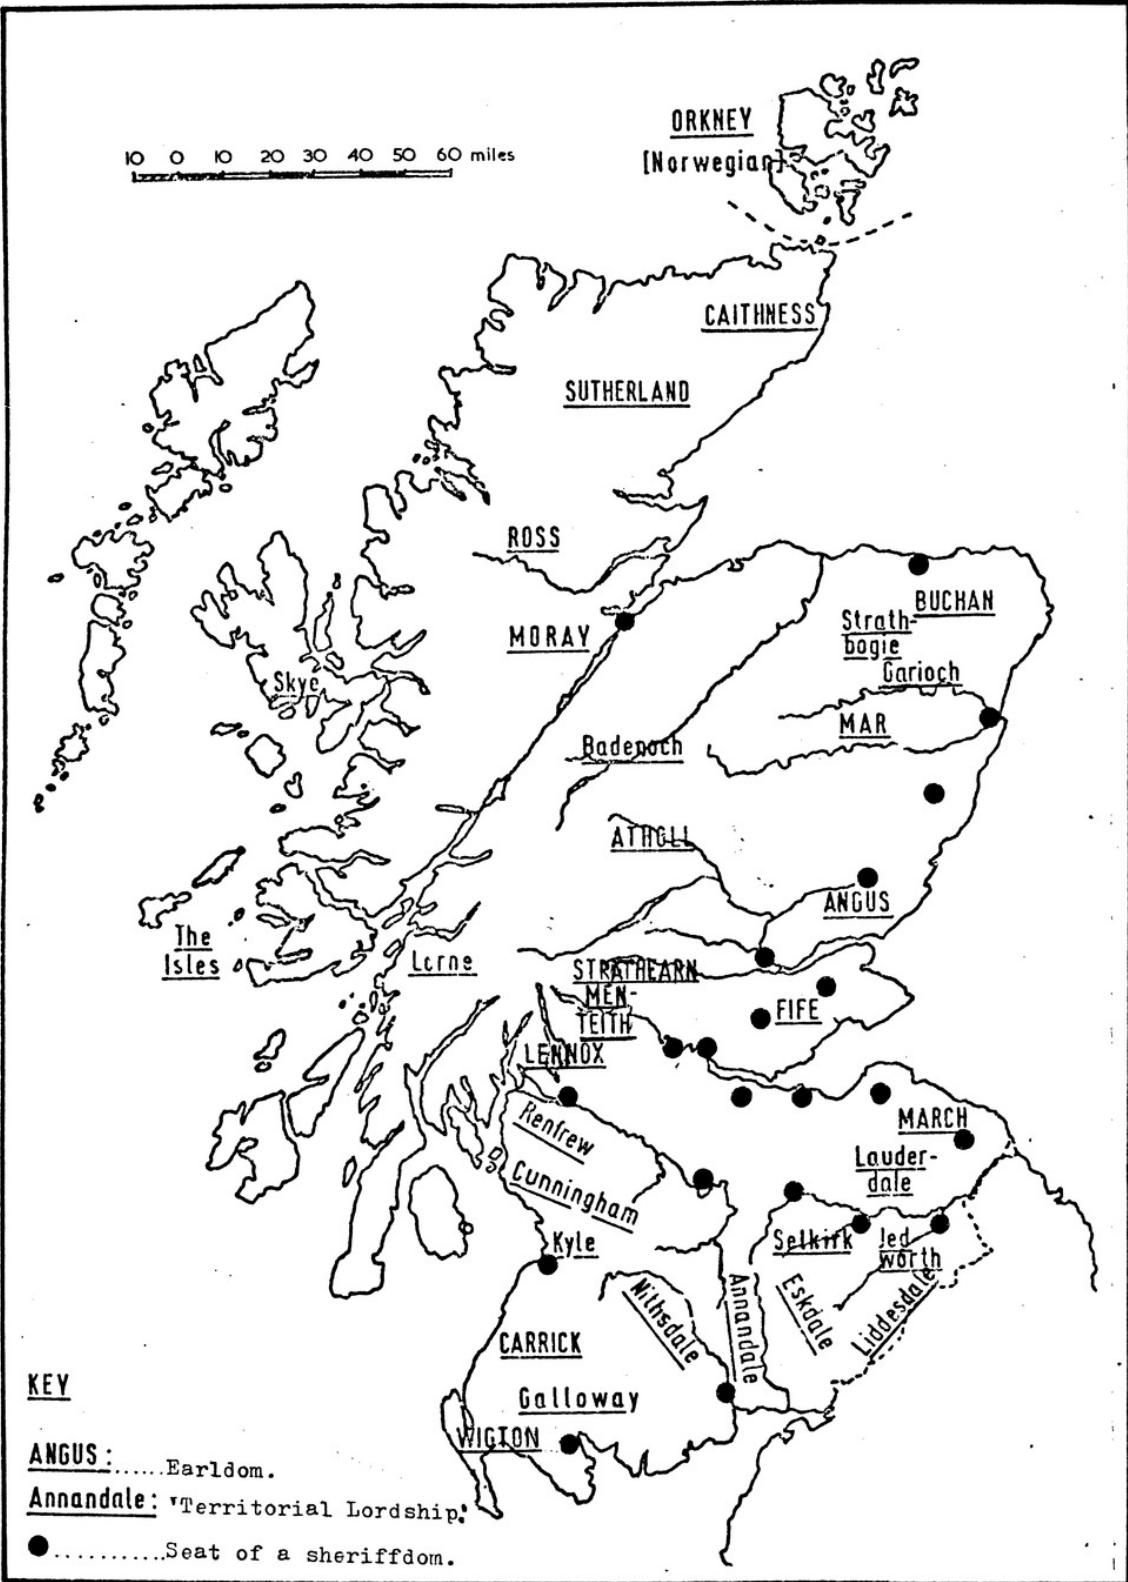 ORKNEY
[Norwegian]
10 0 10 20 30 40 50 60 miles
CAITHNESS
SUTHERLAND
ROSS
BUCHAN
Strath-
bogie
MORAY
Garioch
Skye
MAR
Badenoch
ATHOLL
ANGUS
The
Isles
Lorne
STRATHEARN
MEN-
TEITH
FIFE
LENNOX
Renfrew
MARCH
Lauder-
dale
Cunningham
Kyle
Selkirk
Jed
worth
Nithsdale
Annandale
Eskdale
Liddesdale
CARRICK
Galloway
WIGTON
KEY
ANGUS:......Earldom.
Annandale: 'Territorial Lordship'.
...........Seat of a sheriffdom.